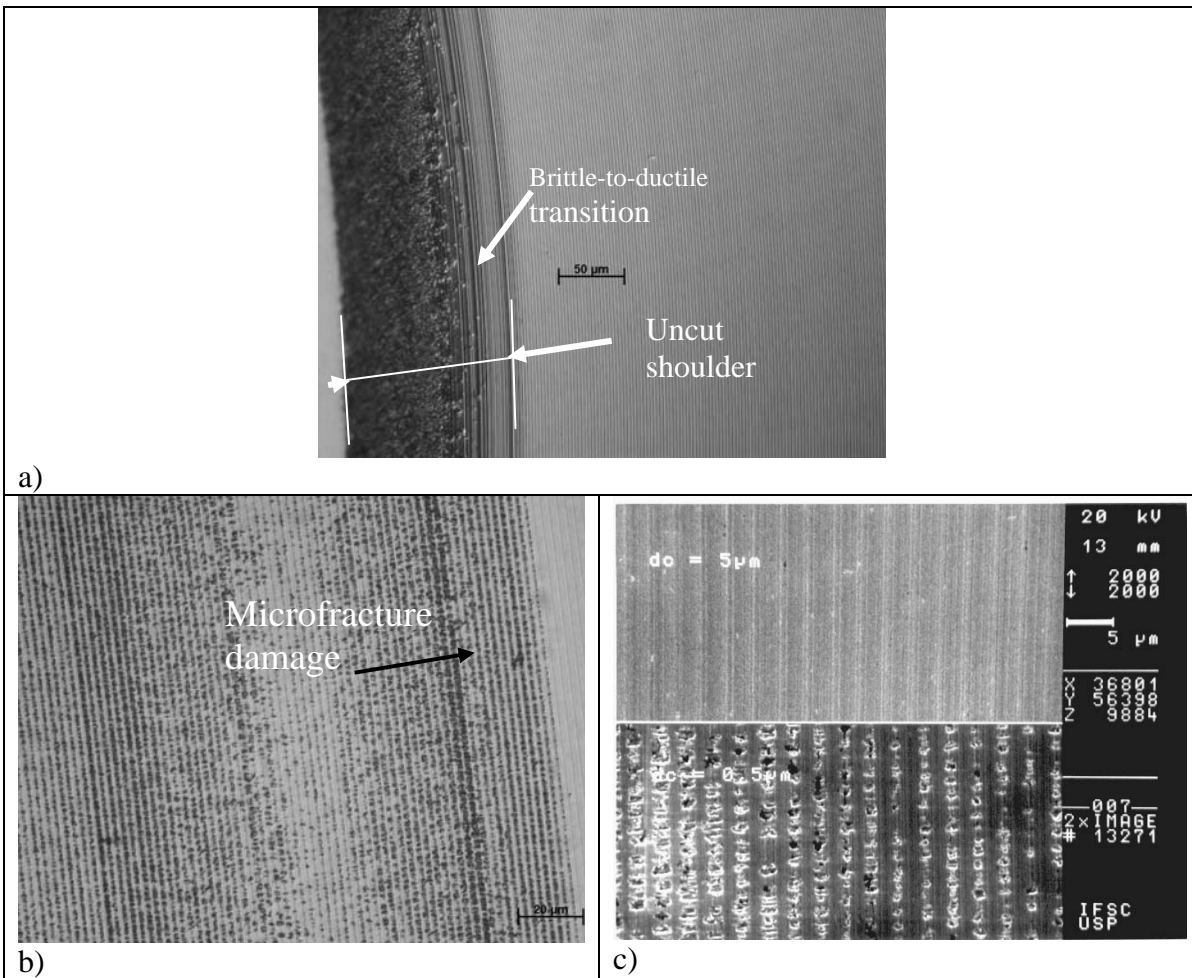 Brittle-to-ductile
transition
50 µm
Uncut
shoulder
a)
Microfracture
damage
20 µm
b)
do = 5µm
dc = 0,5µm
20 kV
13 mm
↑ 2000
↓ 2000
5 µm
X 36801
Y 56398
Z 9884
007
2×IMAGE
# 13271
IFSC
USP
c)